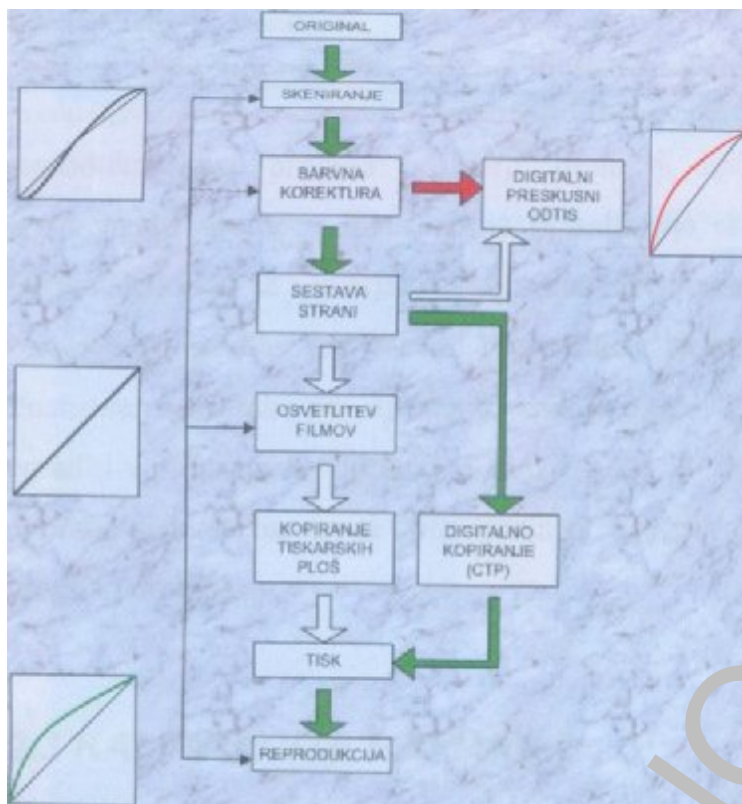 ORIGINAL
SKENIRANJE
BARVNA
KOREKTURA
DIGITALNI
PRESKUSNI
ODTIS
SESTAVA
STRANI
OSVETLITEV
FILMOV
KOPIRANJE
TISKARSKIH
PLOŠ
DIGITALNO
KOPIRANJE
(CTP)
TISK
REPRODUKCIJA